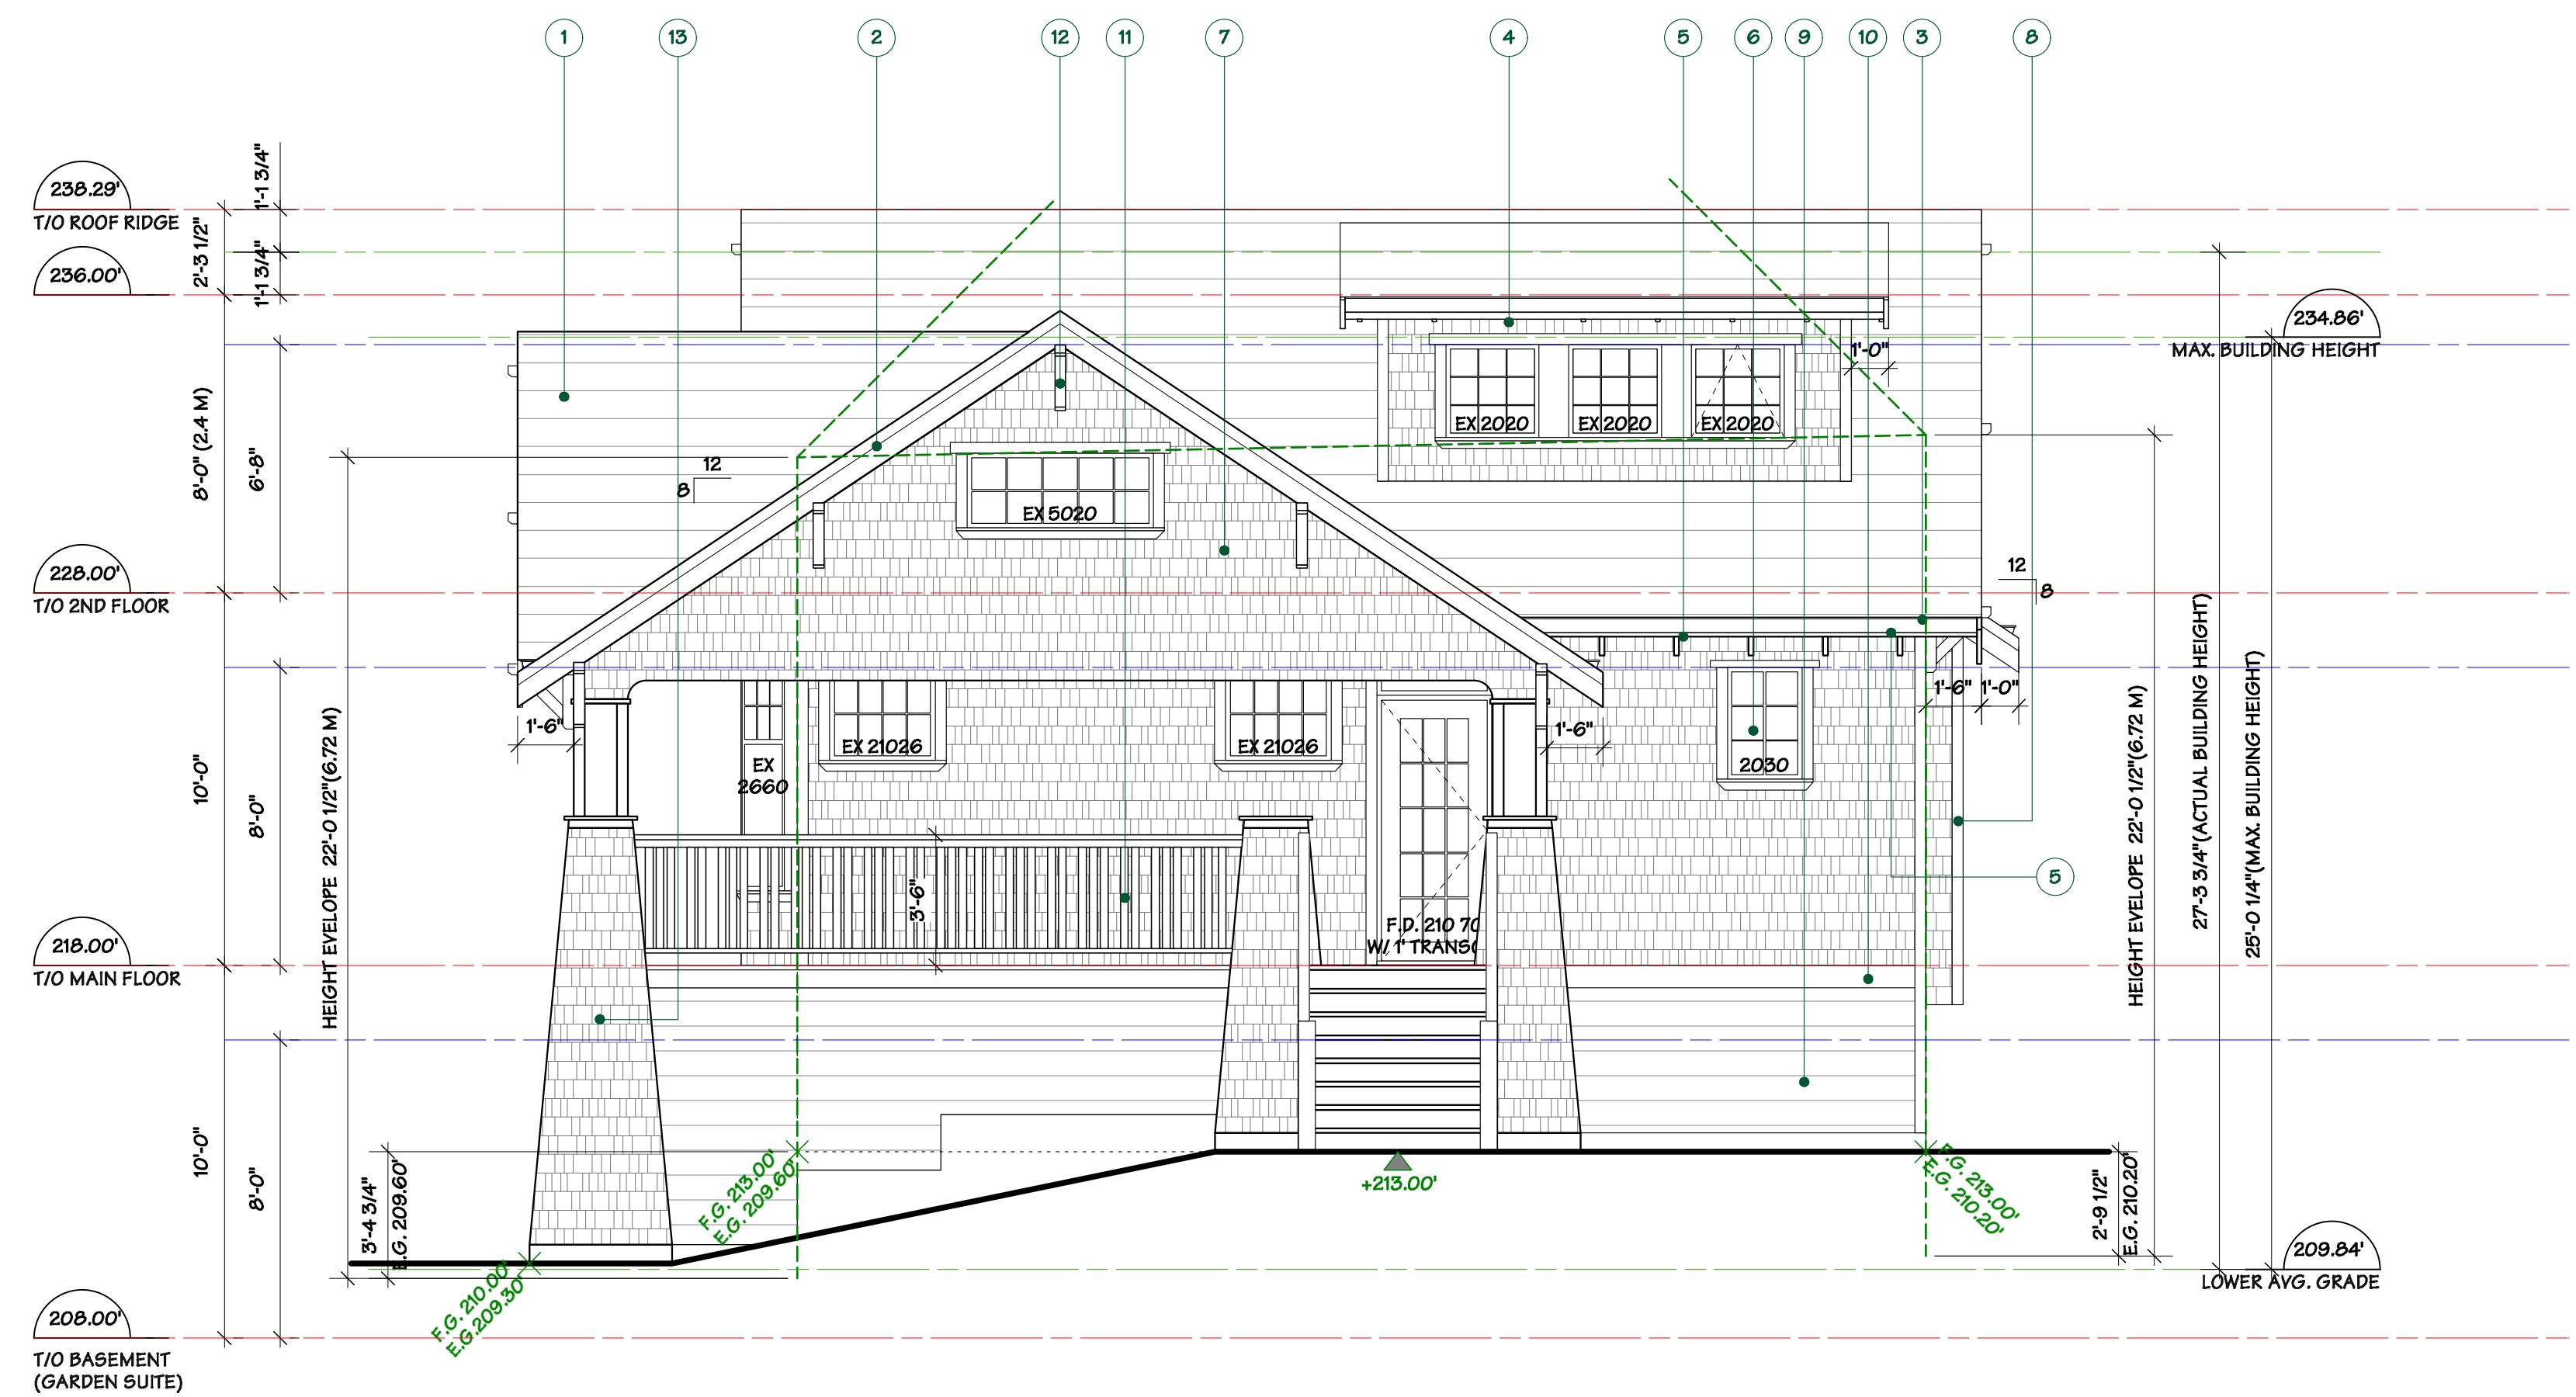 1 13 2 12 11 7 4 5 6 9 10 3 8
238.29'
T/O ROOF RIDGE
236.00'
2'-3 1/2"
1'-1 3/4"
1'-1 3/4"
234.86'
MAX. BUILDING HEIGHT
1'-0"
EX 2020 EX 2020 EX 2020
8'-0" (2.4 M)
6'-8"
12
8
EX 5020
228.00'
T/O 2ND FLOOR
12
8
HEIGHT EVELOPE 22'-0 1/2"(6.72 M)
1'-6"
1'-6"
1'-6" 1'-0"
EX 21026
EX 21026
EX
2660
2030
10'-0"
8'-0"
3'-6"
F.D. 210 70
W/ 1' TRANSO
5
HEIGHT EVELOPE 22'-0 1/2"(6.72 M)
27'-3 3/4"(ACTUAL BUILDING HEIGHT)
25'-0 1/4"(MAX. BUILDING HEIGHT)
218.00'
T/O MAIN FLOOR
10'-0"
8'-0"
3'-4 3/4"
E.G. 209.60'
F.G. 213.00'
E.G. 209.60'
+213.00'
F.G. 213.00'
E.G. 210.20'
2'-9 1/2"
E.G. 210.20'
209.84'
LOWER AVG. GRADE
F.G. 210.00'
E.G.209.30'
208.00'
T/O BASEMENT
(GARDEN SUITE)